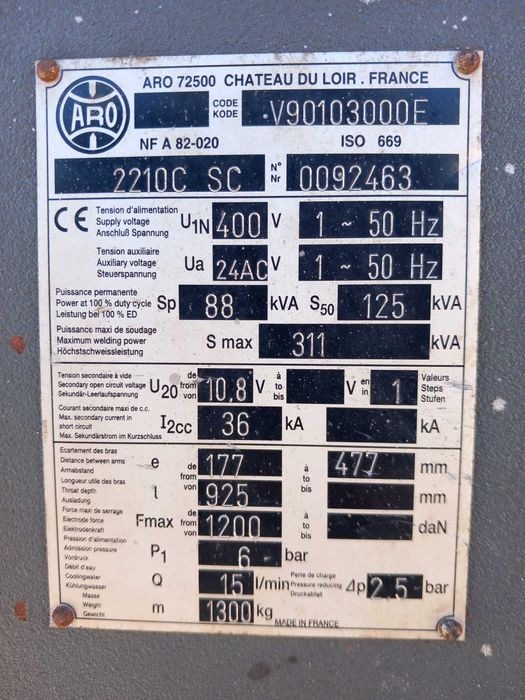 ARO 72500 CHATEAU DU LOIR . FRANCE
ARO
CODE
KODE
V90103000E
NF A 82-020 ISO 669
2210C SC N° Nr 0092463
CE
Tension d'alimentation
Supply voltage
Anschluß Spannung
U1N 400 V 1 ~ 50 Hz
Tension auxiliaire
Auxiliary voltage
Steuerspannung
Ua 24AC V 1 ~ 50 Hz
Puissance permanente
Power at 100 % duty cycle
Leistung bei 100 % ED
Sp 88 kVA S50 125 kVA
Puissance maxi de soudage
Maximum welding power
Höchstschweissleistung
S max 311 kVA
Tension secondaire à vide
Secondary open circuit voltage
Sekundär-Leerlaufspannung
U20 de from von 10,8 V à to bis V en in 1 Valeurs Steps Stufen
Courant secondaire maxi de c.c.
Max. secondary current in
short circuit
Max. Sekundärstrom im Kurzschluss
I2cc 36 kA kA
Ecartement des bras
Distance between arms
Armabstand
e de from von 177 à to bis 477 mm
Longueur utile des bras
Throat depth
Ausladung
l 925 mm
Force maxi de serrage
Electrode force
Elektrodenkraft
Fmax de from von 1200 à to bis daN
Pression d'alimentation
Admission pressure
Vordruck
P1 6 bar
Débit d'eau
Coolingwater
Kühlungwasser
Q 15 l/min Perte de charge Pressure reducing Druckabfall Δp 2.5 bar
Masse
Weight
Gewicht
m 1300 kg
MADE IN FRANCE